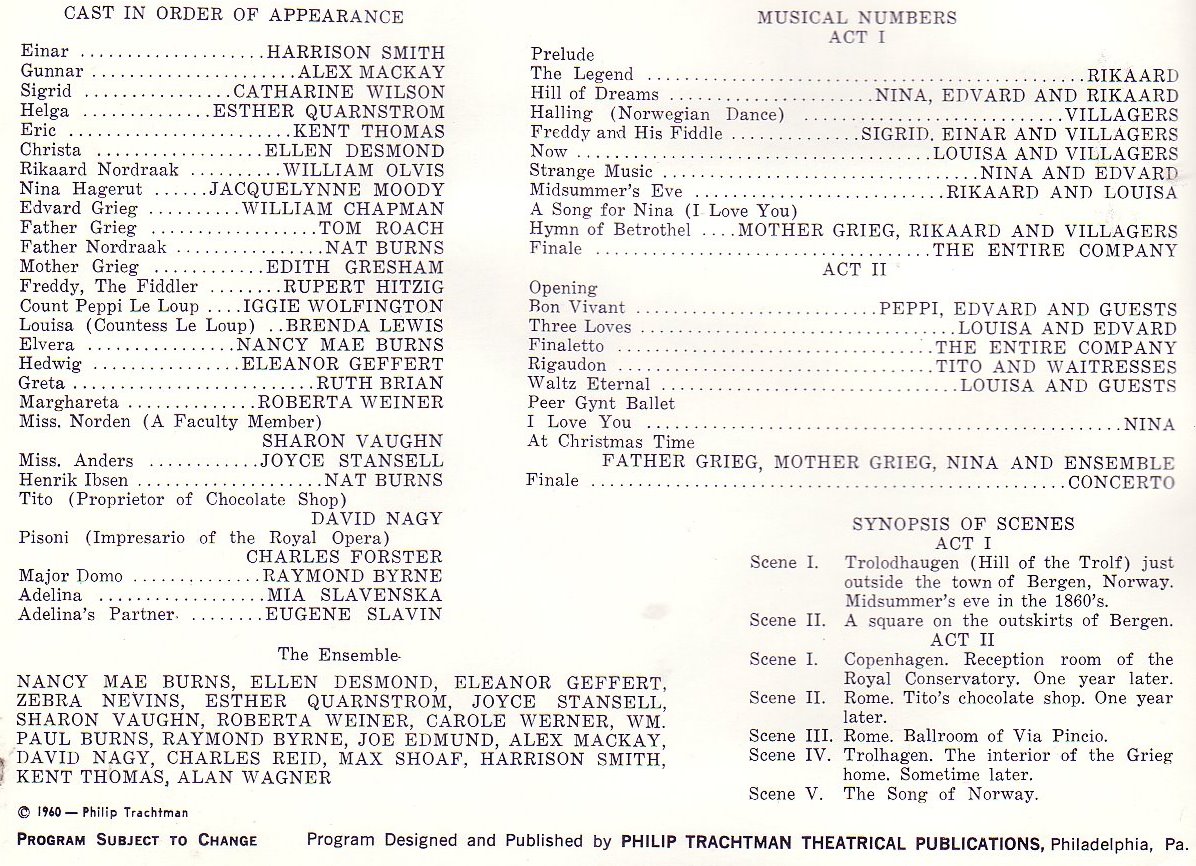 CAST IN ORDER OF APPEARANCE
Einar ...................HARRISON SMITH
Gunnar .....................ALEX MACKAY
Sigrid ...............CATHARINE WILSON
Helga ..............ESTHER QUARNSTROM
Eric .......................KENT THOMAS
Christa .................ELLEN DESMOND
Rikaard Nordraak ..........WILLIAM OLVIS
Nina Hagerut ......JACQUELYNNE MOODY
Edvard Grieg ..........WILLIAM CHAPMAN
Father Grieg .................TOM ROACH
Father Nordraak ...............NAT BURNS
Mother Grieg ...........EDITH GRESHAM
Freddy, The Fiddler ........RUPERT HITZIG
Count Peppi Le Loup ....IGGIE WOLFINGTON
Louisa (Countess Le Loup) ..BRENDA LEWIS
Elvera ...............NANCY MAE BURNS
Hedwig ...............ELEANOR GEFFERT
Greta .........................RUTH BRIAN
Marghareta .............ROBERTA WEINER
Miss. Norden (A Faculty Member)
SHARON VAUGHN
Miss. Anders ............JOYCE STANSELL
Henrik Ibsen ...................NAT BURNS
Tito (Proprietor of Chocolate Shop)
DAVID NAGY
Pisoni (Impresario of the Royal Opera)
CHARLES FORSTER
Major Domo .............RAYMOND BYRNE
Adelina .................MIA SLAVENSKA
Adelina's Partner ........EUGENE SLAVIN
The Ensemble
NANCY MAE BURNS, ELLEN DESMOND, ELEANOR GEFFERT,
ZEBRA NEVINS, ESTHER QUARNSTROM, JOYCE STANSELL,
SHARON VAUGHN, ROBERTA WEINER, CAROLE WERNER, WM.
PAUL BURNS, RAYMOND BYRNE, JOE EDMUND, ALEX MACKAY,
DAVID NAGY, CHARLES REID, MAX SHOAF, HARRISON SMITH,
KENT THOMAS, ALAN WAGNER
MUSICAL NUMBERS
ACT I
Prelude
The Legend ............................................RIKAARD
Hill of Dreams .....................NINA, EDVARD AND RIKAARD
Halling (Norwegian Dance) ..........................VILLAGERS
Freddy and His Fiddle ..............SIGRID. EINAR AND VILLAGERS
Now ....................................LOUISA AND VILLAGERS
Strange Music ..............................NINA AND EDVARD
Midsummer's Eve .........................RIKAARD AND LOUISA
A Song for Nina (I Love You)
Hymn of Betrothel ....MOTHER GRIEG, RIKAARD AND VILLAGERS
Finale ..................................THE ENTIRE COMPANY
ACT II
Opening
Bon Vivant .........................PEPPI, EDVARD AND GUESTS
Three Loves ................................LOUISA AND EDVARD
Finaletto ................................THE ENTIRE COMPANY
Rigaudon ................................TITO AND WAITRESSES
Waltz Eternal ..............................LOUISA AND GUESTS
Peer Gynt Ballet
I Love You ................................................NINA
At Christmas Time
FATHER GRIEG, MOTHER GRIEG, NINA AND ENSEMBLE
Finale ................................................CONCERTO
SYNOPSIS OF SCENES
ACT I
Scene I. Trolodhaugen (Hill of the Trolf) just
outside the town of Bergen, Norway.
Midsummer's eve in the 1860's.
Scene II. A square on the outskirts of Bergen.
ACT II
Scene I. Copenhagen. Reception room of the
Royal Conservatory. One year later.
Scene II. Rome. Tito's chocolate shop. One year
later.
Scene III. Rome. Ballroom of Via Pincio.
Scene IV. Trolhagen. The interior of the Grieg
home. Sometime later.
Scene V. The Song of Norway.
© 1960 — Philip Trachtman
PROGRAM SUBJECT TO CHANGE Program Designed and Published by PHILIP TRACHTMAN THEATRICAL PUBLICATIONS, Philadelphia, Pa.